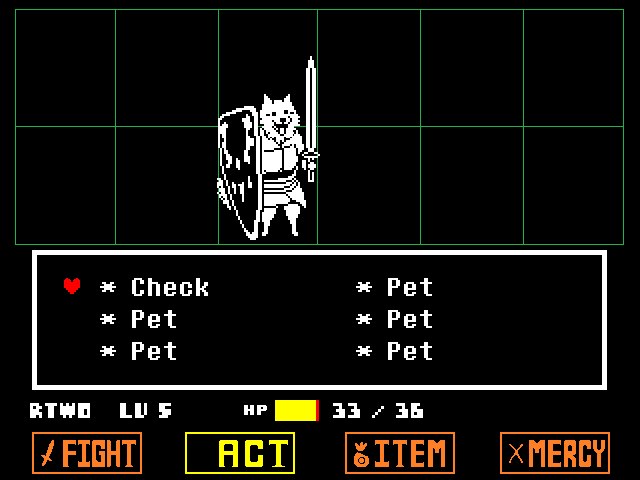 * Check * Pet
* Pet * Pet
* Pet * Pet
RTWO LV 5 HP 33 / 36
FIGHT ACT ITEM MERCY